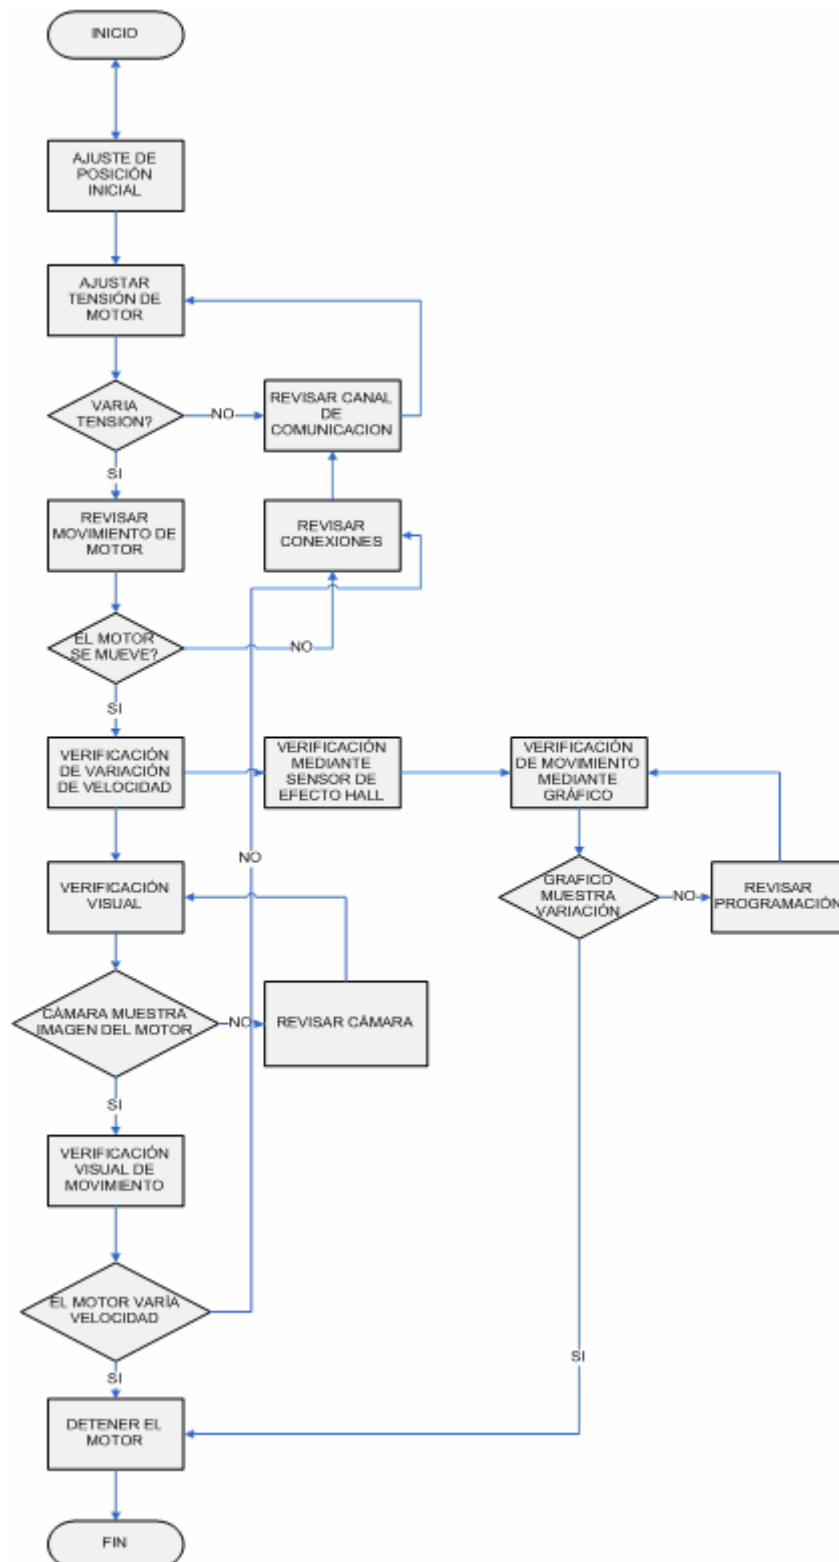 INICIO
AJUSTE DE
POSICIÓN
INICIAL
AJUSTAR
TENSIÓN DE
MOTOR
VARIA
TENSION?
NO
REVISAR CANAL
DE
COMUNICACION
SI
REVISAR
MOVIMIENTO DE
MOTOR
REVISAR
CONEXIONES
EL MOTOR
SE MUEVE?
NO
SI
VERIFICACIÓN
DE VARIACIÓN
DE VELOCIDAD
VERIFICACIÓN
MEDIANTE
SENSOR DE
EFECTO HALL
VERIFICACIÓN
DE MOVIMIENTO
MEDIANTE
GRÁFICO
NO
VERIFICACIÓN
VISUAL
GRAFICO
MUESTRA
VARIACIÓN
NO
REVISAR
PROGRAMACIÓN
CÁMARA MUESTRA
IMAGEN DEL MOTOR
NO
REVISAR CÁMARA
SI
VERIFICACIÓN
VISUAL DE
MOVIMIENTO
EL MOTOR VARÍA
VELOCIDAD
SI
SI
DETENER EL
MOTOR
FIN